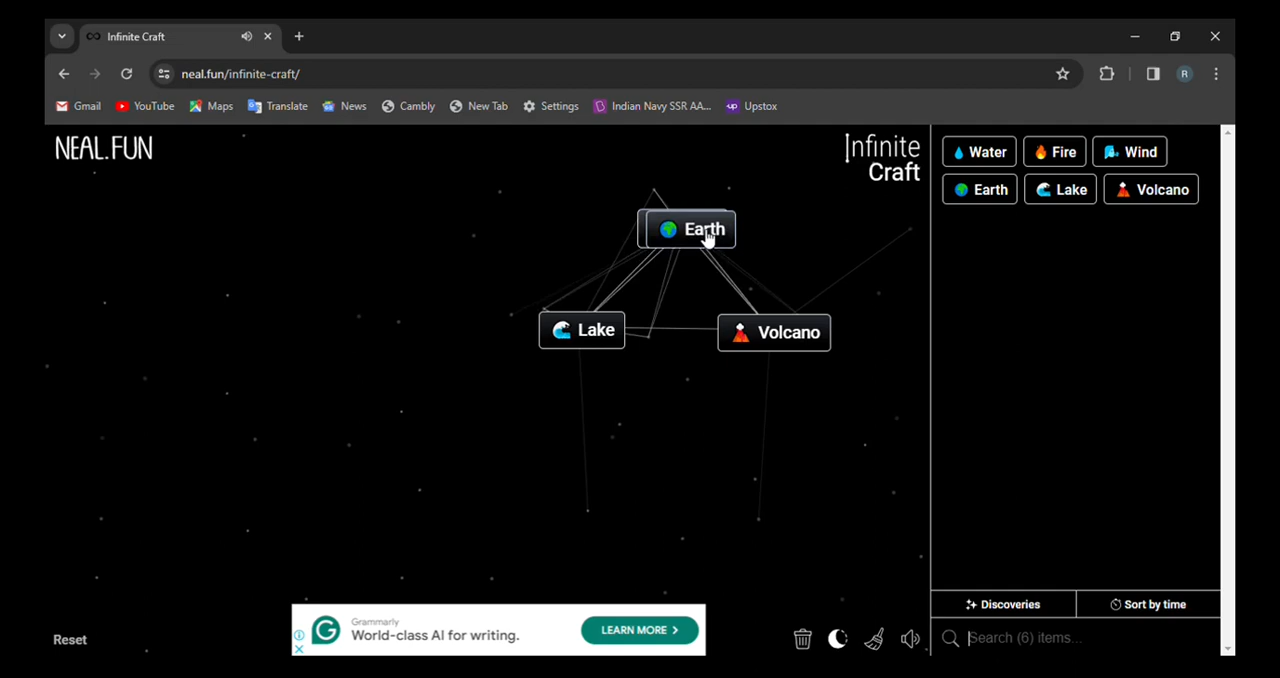 Infinite Craft
neal.fun/infinite-craft/
Gmail YouTube Maps Translate News Cambly New Tab Settings Indian Navy SSR AA... Upstox
NEAL.FUN
Infinite
Craft
Water Fire Wind
Earth Lake Volcano
Earth
Lake Volcano
Discoveries Sort by time
Grammarly
World-class AI for writing.
LEARN MORE >
Reset
Search (6) items...